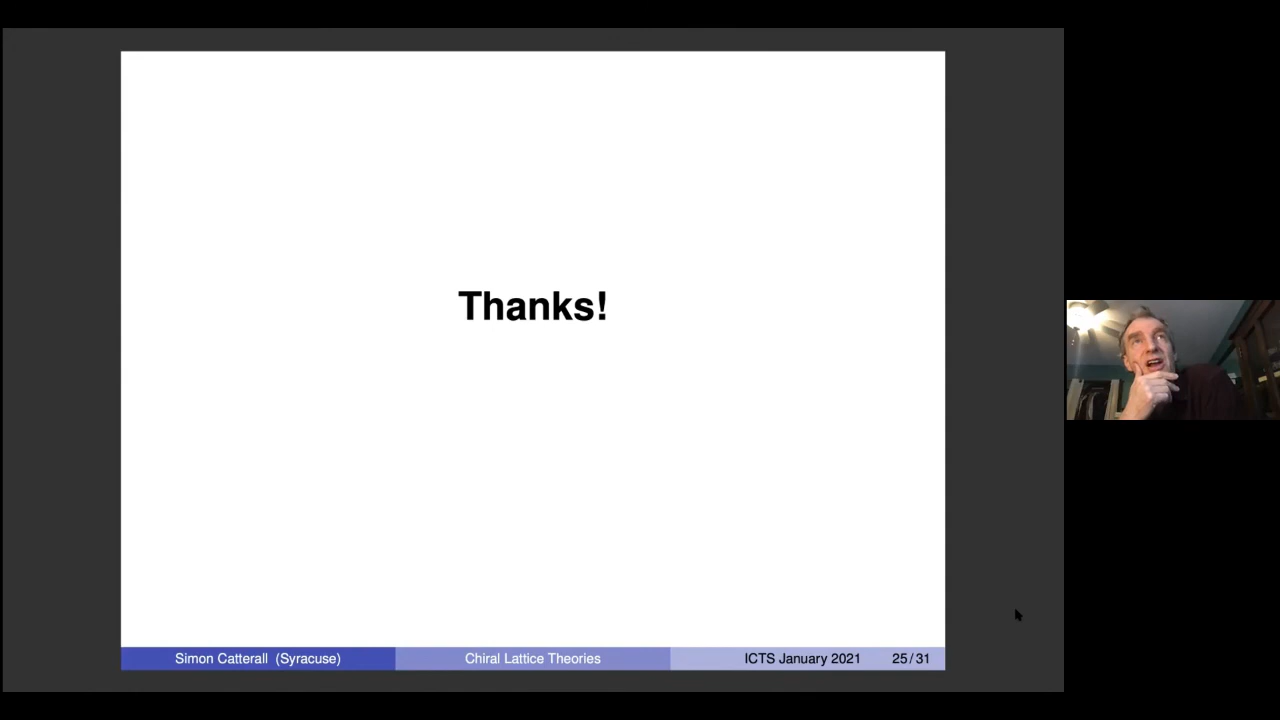 Thanks!
Simon Catterall (Syracuse)
Chiral Lattice Theories
ICTS January 2021
25/31